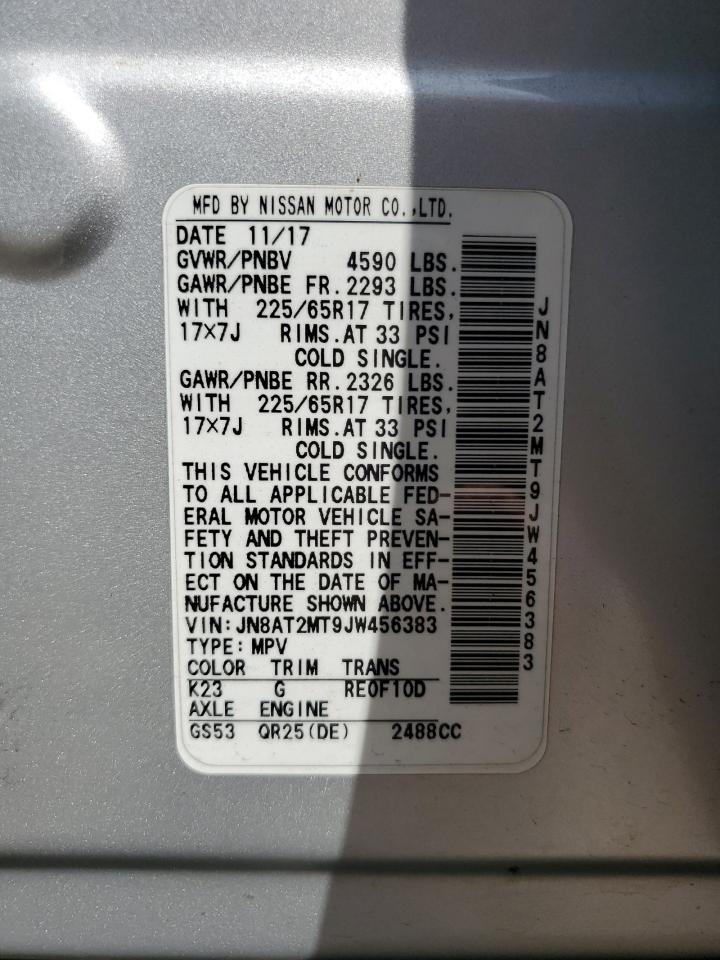 MFD BY NISSAN MOTOR CO.,LTD.
DATE 11/17
GVWR/PNBV 4590 LBS.
GAWR/PNBE FR.2293 LBS.
WITH 225/65R17 TIRES,
17×7J RIMS.AT 33 PSI
COLD SINGLE.
GAWR/PNBE RR.2326 LBS.
WITH 225/65R17 TIRES,
17×7J RIMS.AT 33 PSI
COLD SINGLE.
THIS VEHICLE CONFORMS
TO ALL APPLICABLE FED-
ERAL MOTOR VEHICLE SA-
FETY AND THEFT PREVEN-
TION STANDARDS IN EFF-
ECT ON THE DATE OF MA-
NUFACTURE SHOWN ABOVE.
VIN:JN8AT2MT9JW456383
TYPE:MPV
COLOR TRIM TRANS
K23 G RE0F10D
AXLE ENGINE
GS53 QR25(DE) 2488CC
JN8AT2MT9JW456383